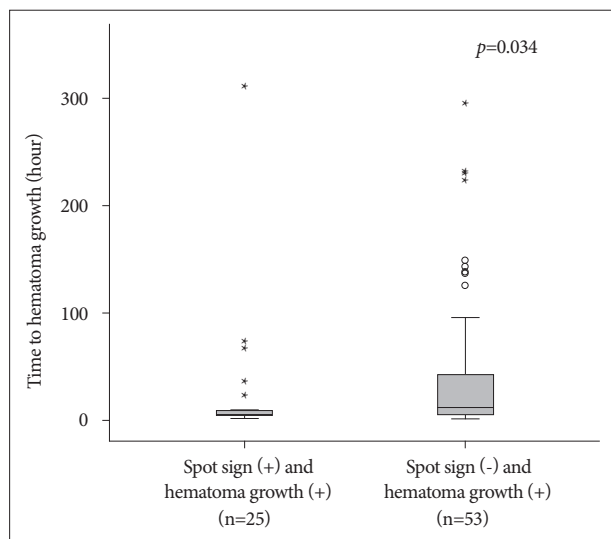 p=0.034
300
200
100
0
Time to hematoma growth (hour)
Spot sign (+) and
hematoma growth (+)
(n=25)
Spot sign (-) and
hematoma growth (+)
(n=53)